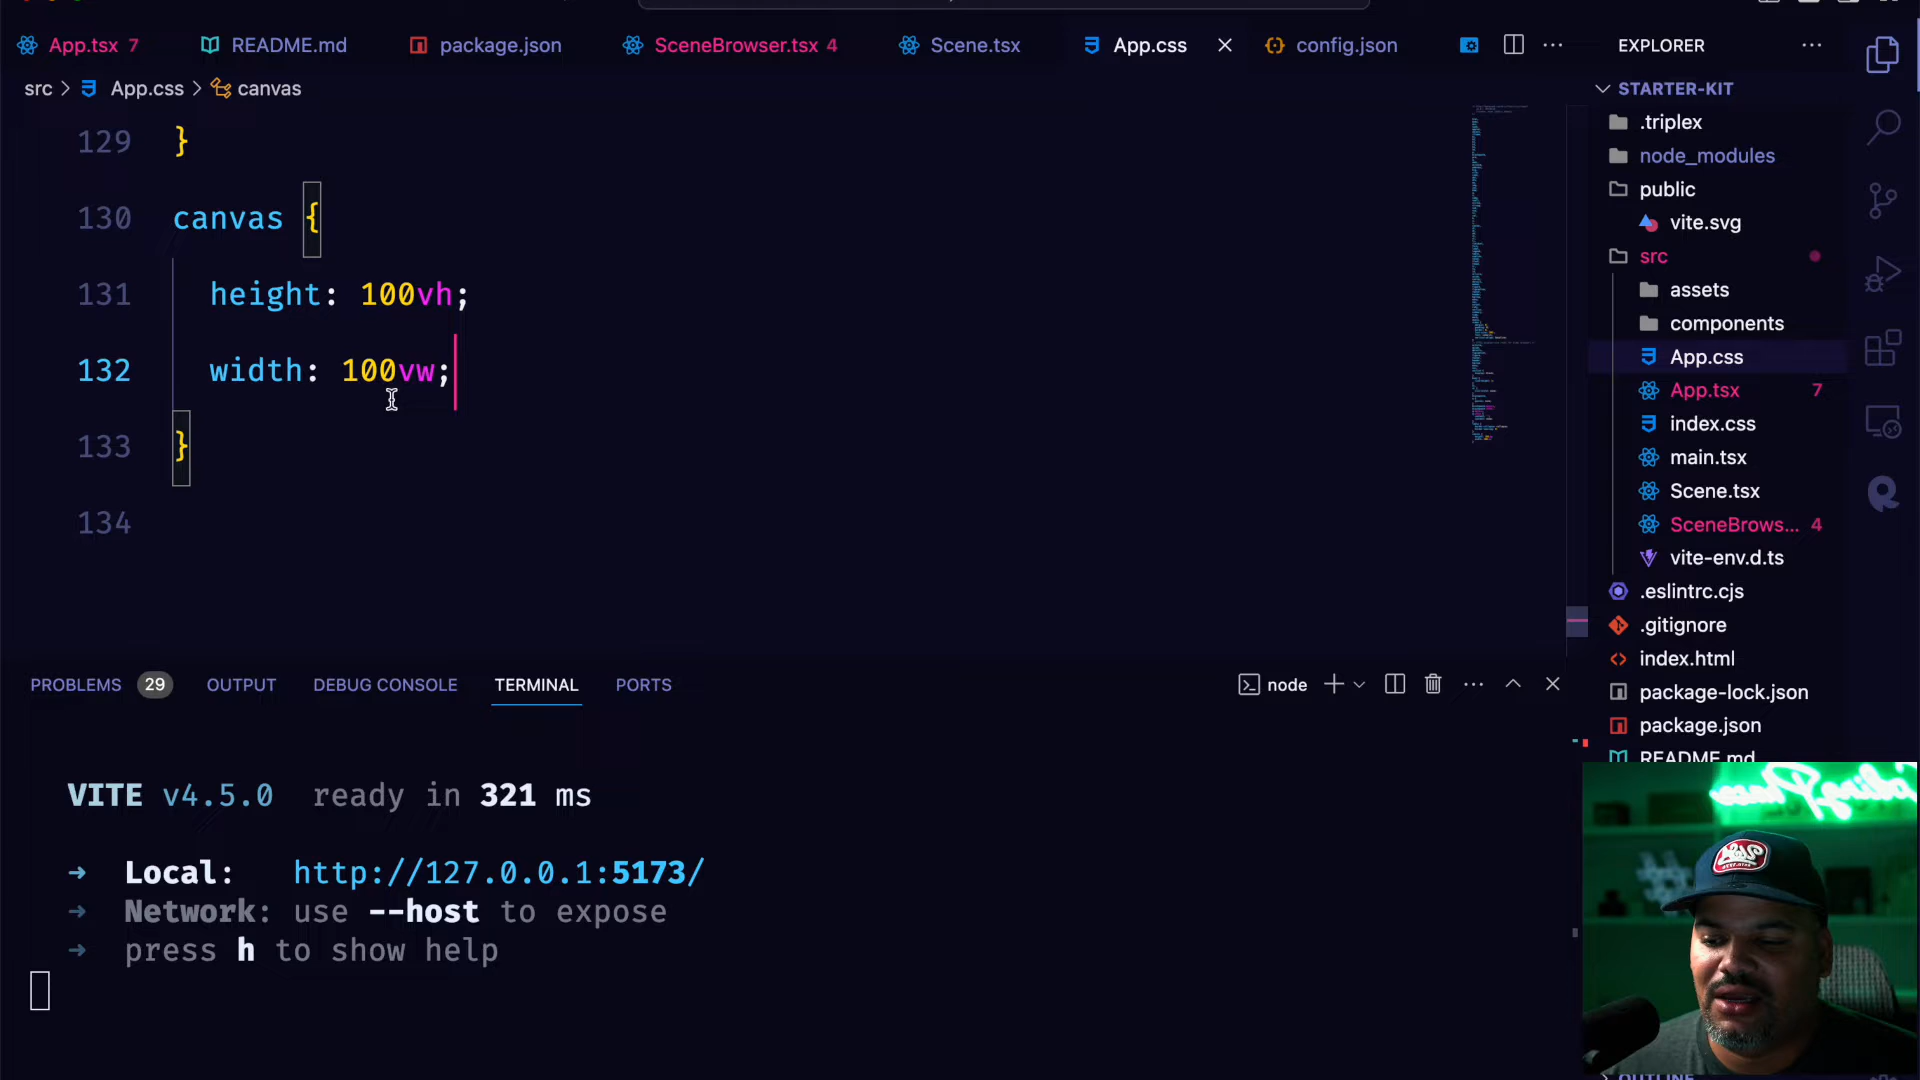 App.tsx 7 README.md package.json SceneBrowser.tsx 4 Scene.tsx App.css config.json
src > App.css > canvas
129 }
130 canvas {
131 height: 100vh;
132 width: 100vw;
133 }
134
PROBLEMS 29 OUTPUT DEBUG CONSOLE TERMINAL PORTS node
VITE v4.5.0 ready in 321 ms
➜ Local: http://127.0.0.1:5173/
➜ Network: use --host to expose
➜ press h to show help
EXPLORER
STARTER-KIT
.triplex
node_modules
public
vite.svg
src
assets
components
App.css
App.tsx 7
index.css
main.tsx
Scene.tsx
SceneBrows... 4
vite-env.d.ts
.eslintrc.cjs
.gitignore
index.html
package-lock.json
package.json
README.md
OUTLINE